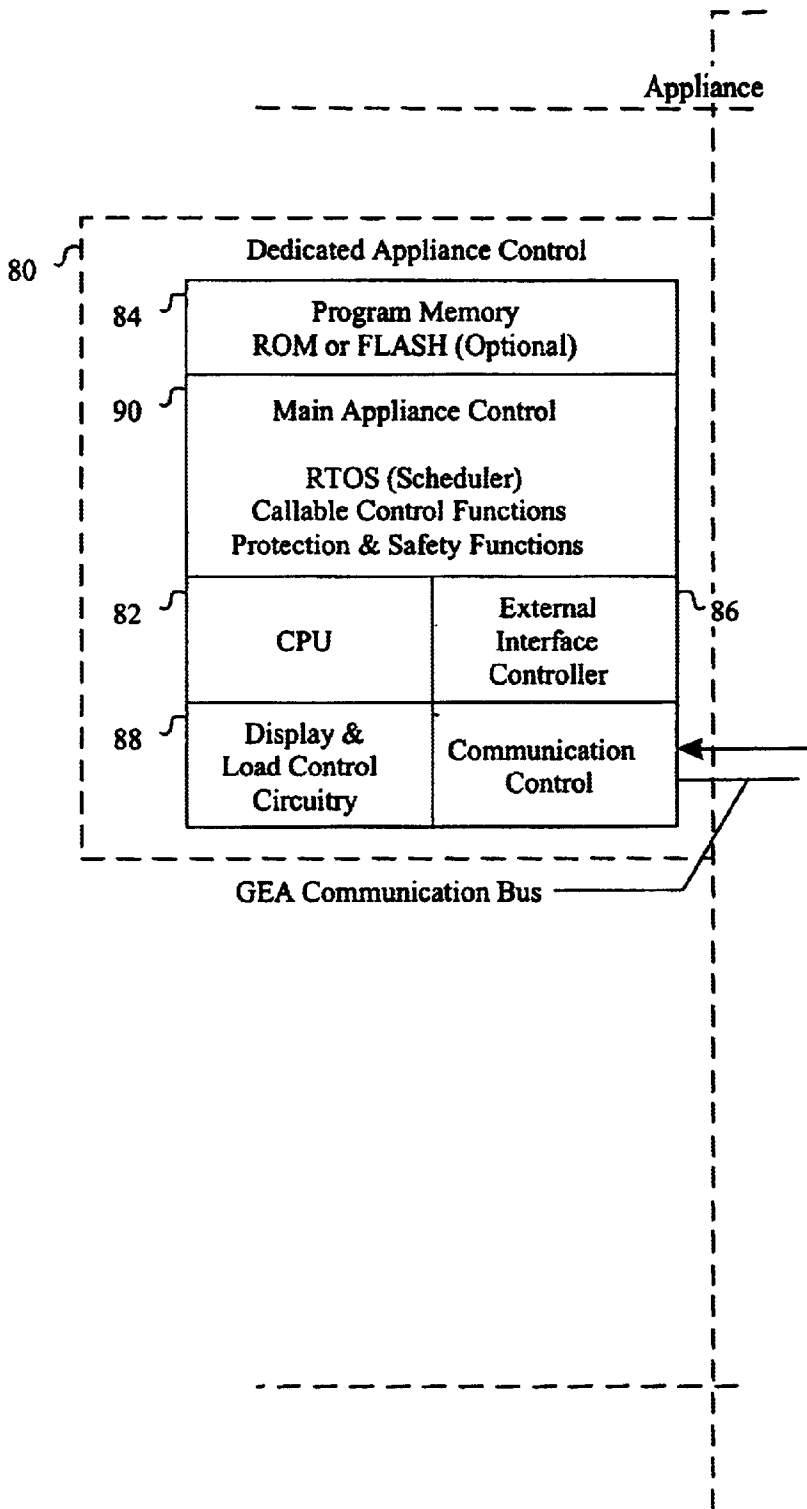 Appliance
80
Dedicated Appliance Control
84
Program Memory
ROM or FLASH (Optional)
90
Main Appliance Control
RTOS (Scheduler)
Callable Control Functions
Protection & Safety Functions
82
CPU
External
Interface
Controller
86
88
Display &
Load Control
Circuitry
Communication
Control
GEA Communication Bus